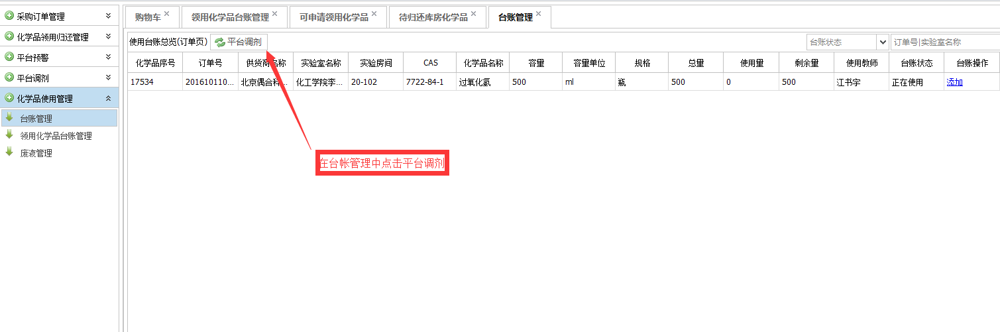 采购订单管理
化学品领用归还管理
平台预警
平台调剂
化学品使用管理
台账管理
领用化学品台账管理
废液管理
购物车 领用化学品台账管理 可申请领用化学品 待归还库房化学品 台账管理
使用台账总览(订单页) 平台调剂 台账状态 订单号|实验室名称
化学品序号 订单号 供货商名称 实验室名称 实验房间 CAS 化学品名称 容量 容量单位 规格 总量 使用量 剩余量 使用教师 台账状态 台账操作
17534 201610110... 北京偶合科... 化工学院李... 20-102 7722-84-1 过氧化氢 500 ml 瓶 500 0 500 江书宇 正在使用 添加
在台帐管理中点击平台调剂